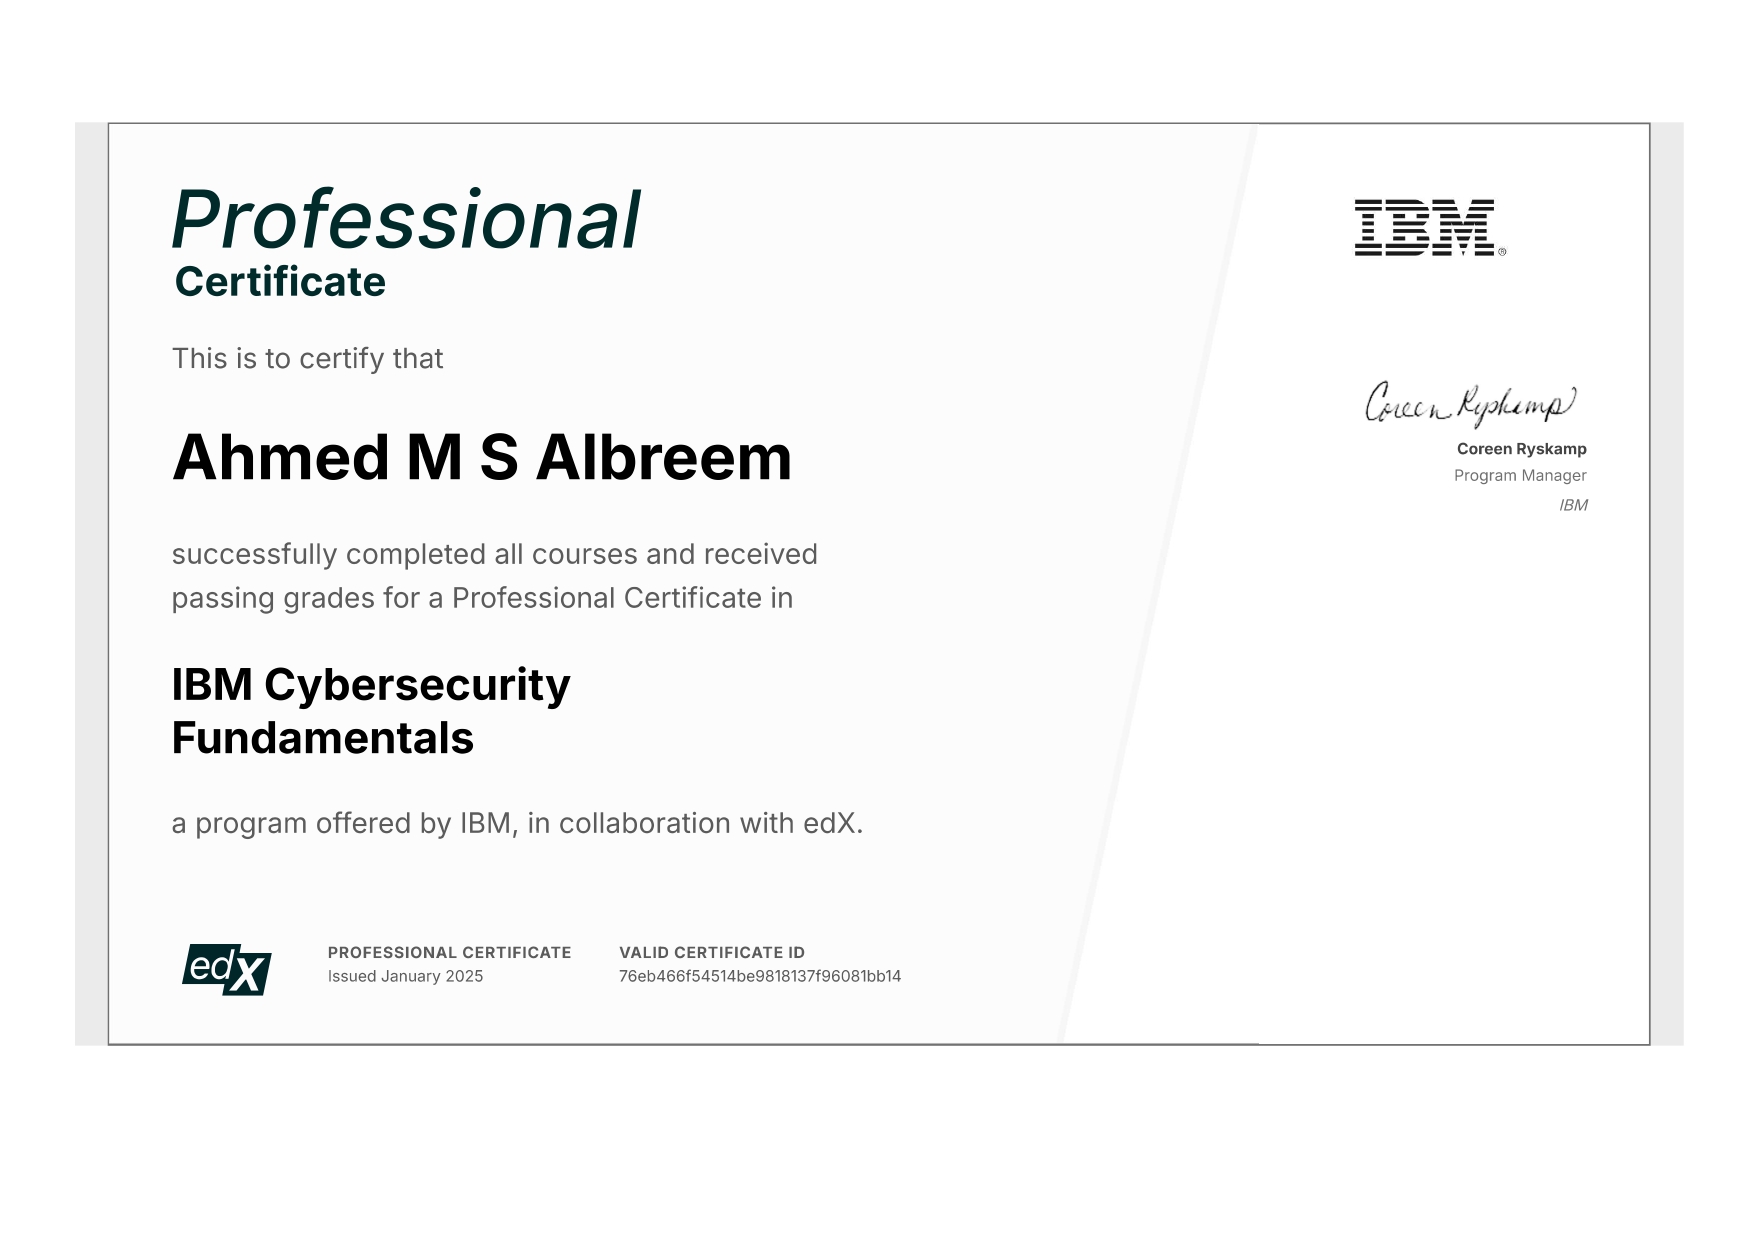 Professional
Certificate
This is to certify that
Ahmed M S Albreem
successfully completed all courses and received
passing grades for a Professional Certificate in
IBM Cybersecurity
Fundamentals
a program offered by IBM, in collaboration with edX.
edX
PROFESSIONAL CERTIFICATE
Issued January 2025
VALID CERTIFICATE ID
76eb466f54514be9818137f96081bb14
IBM®
Coreen Ryskamp
Coreen Ryskamp
Program Manager
IBM